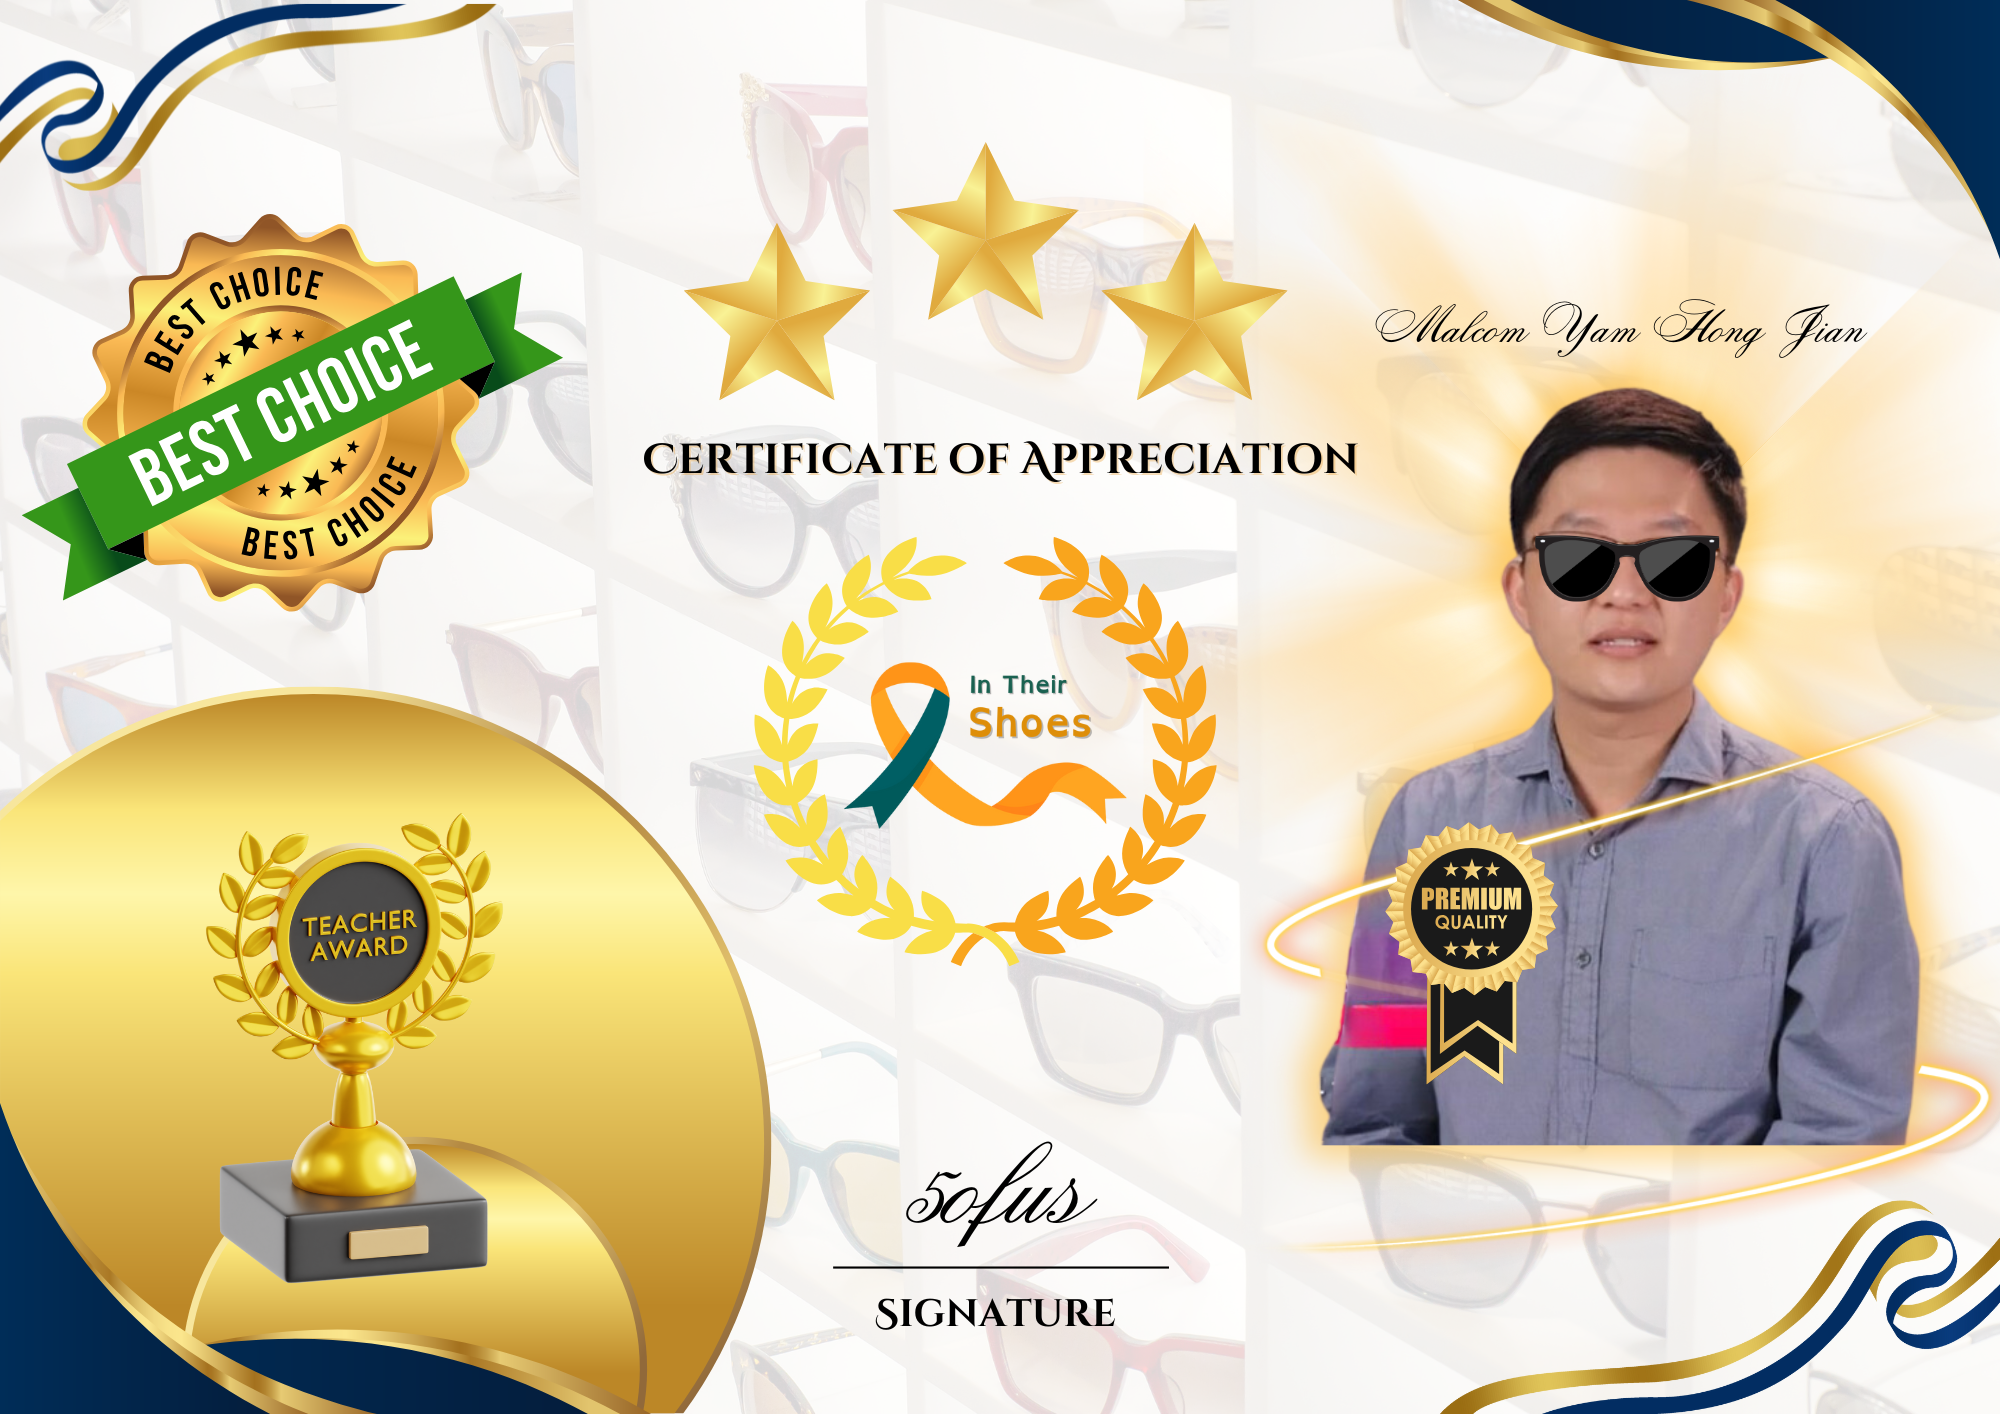 BEST CHOICE
BEST CHOICE
BEST CHOICE
CERTIFICATE OF APPRECIATION
Malcom Yam Hong Jian
In Their
Shoes
TEACHER
AWARD
PREMIUM
QUALITY
5ofus
SIGNATURE